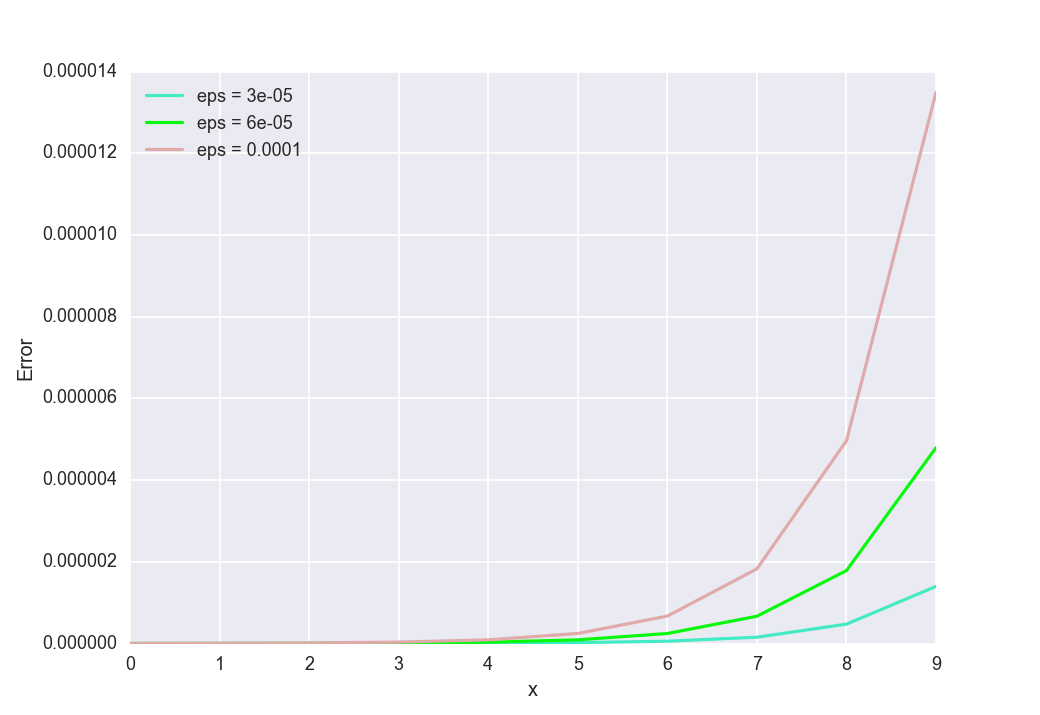 0.000014
0.000012
0.000010
0.000008
0.000006
0.000004
0.000002
0.000000
Error
eps = 3e-05
eps = 6e-05
eps = 0.0001
0 1 2 3 4 5 6 7 8 9
x